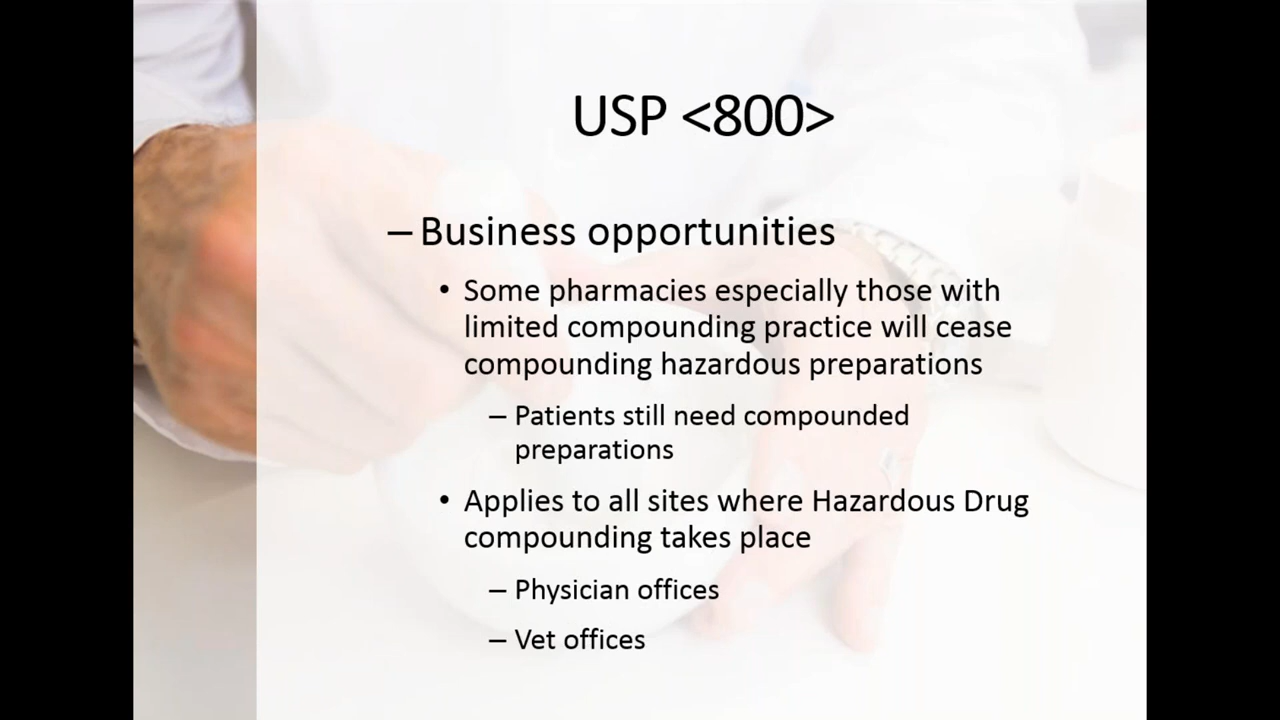 USP <800>
– Business opportunities
• Some pharmacies especially those with
limited compounding practice will cease
compounding hazardous preparations
– Patients still need compounded
preparations
• Applies to all sites where Hazardous Drug
compounding takes place
– Physician offices
– Vet offices